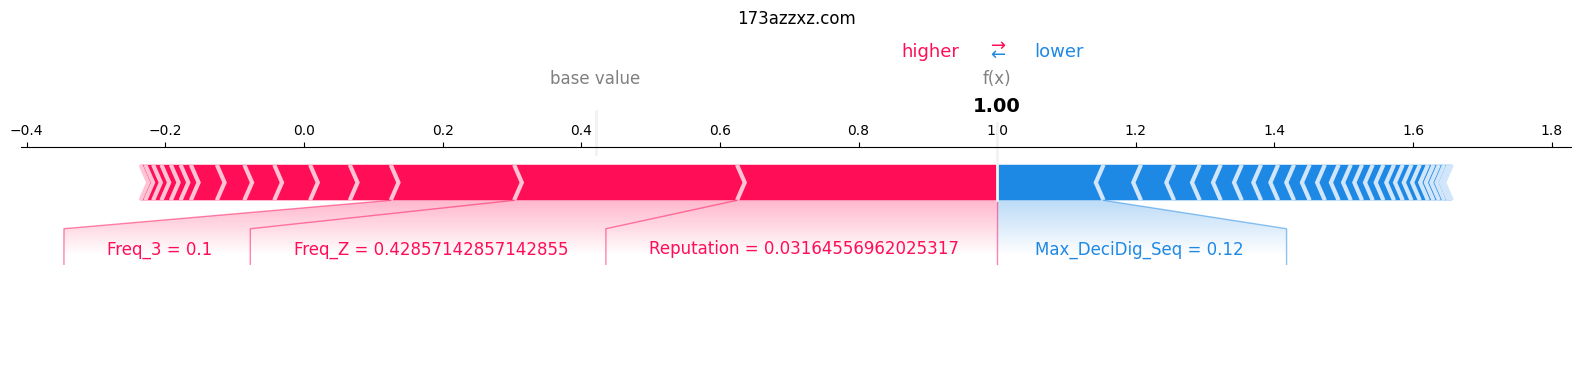 173azzxz.com
higher ⇄ lower
base value f(x)
1.00
−0.4 −0.2 0.0 0.2 0.4 0.6 0.8 1.0 1.2 1.4 1.6 1.8
Freq_3 = 0.1 Freq_Z = 0.42857142857142855 Reputation = 0.03164556962025317 Max_DeciDig_Seq = 0.12